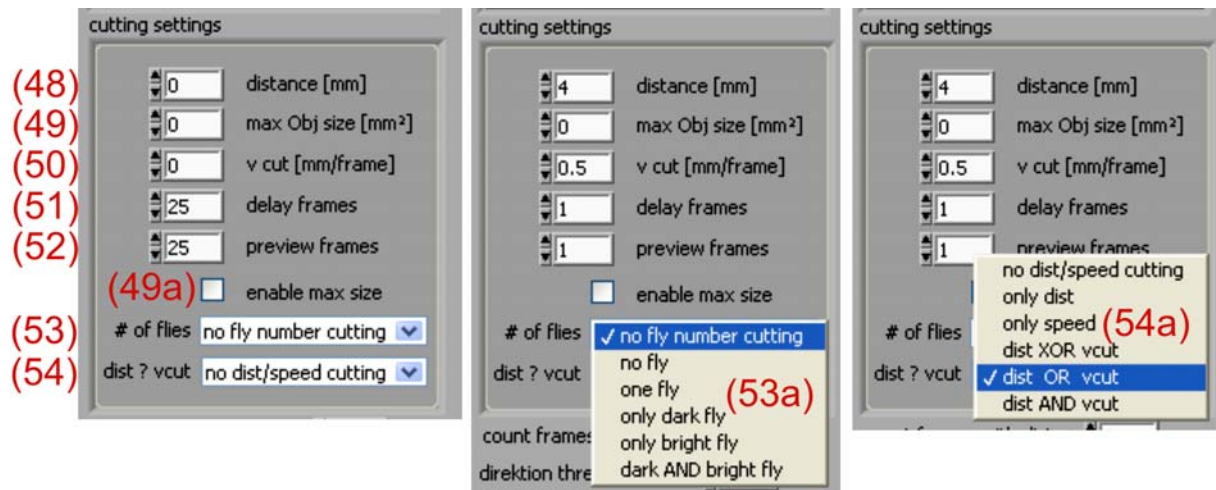 cutting settings
(48) 0 distance [mm]
(49) 0 max Obj size [mm²]
(50) 0 v cut [mm/frame]
(51) 25 delay frames
(52) 25 preview frames
(49a) enable max size
(53) # of flies no fly number cutting
(54) dist ? vcut no dist/speed cutting
cutting settings
4 distance [mm]
0 max Obj size [mm²]
0.5 v cut [mm/frame]
1 delay frames
1 preview frames
enable max size
# of flies ✓ no fly number cutting
no fly
dist ? vcut
one fly
(53a)
only dark fly
only bright fly
count frames
dark AND bright fly
direktion thre
cutting settings
4 distance [mm]
0 max Obj size [mm²]
0.5 v cut [mm/frame]
1 delay frames
1 preview frames
no dist/speed cutting
only dist
# of flies
only speed (54a)
dist XOR vcut
dist ? vcut ✓ dist OR vcut
dist AND vcut